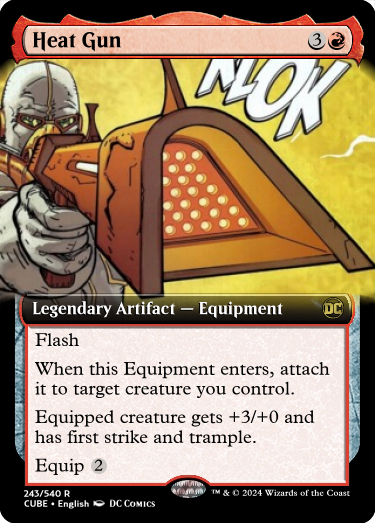 Heat Gun 3
KLOK
Legendary Artifact — Equipment DC
Flash
When this Equipment enters, attach
it to target creature you control.
Equipped creature gets +3/+0 and
has first strike and trample.
Equip 2
243/540 R
CUBE • English DC COMICS ™ & © 2024 Wizards of the Coast